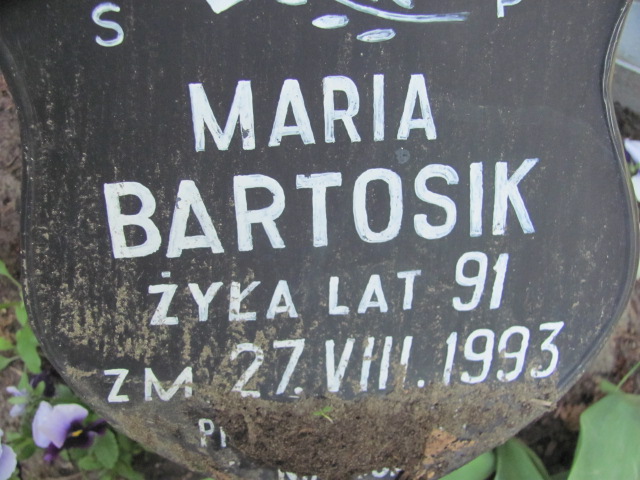 S P
MARIA
BARTOSIK
ŻYŁA LAT 91
ZM. 27.VIII.1993